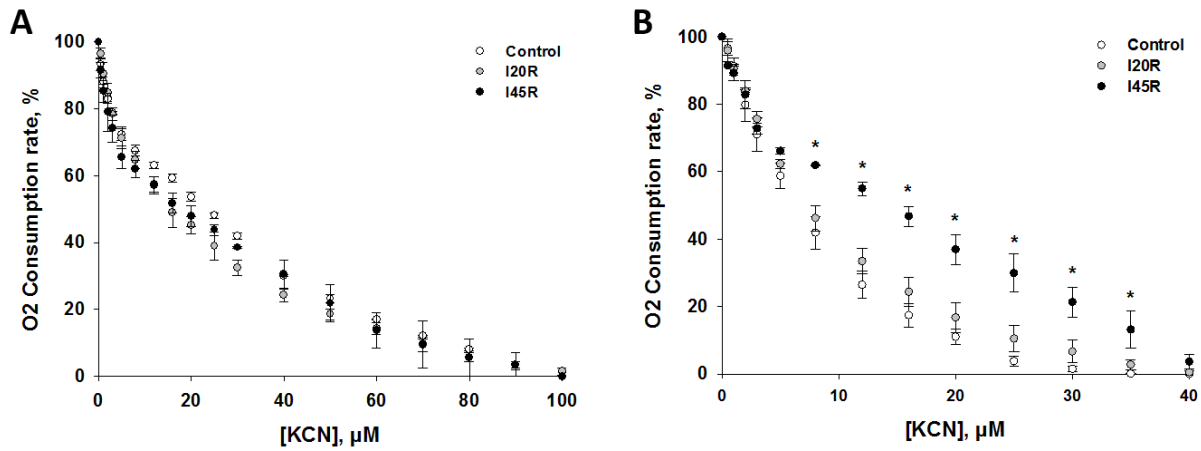 A
O2 Consumption rate, %
100
80
60
40
20
0
Control
I20R
I45R
0 20 40 60 80 100
[KCN], µM
B
O2 Consumption rate, %
100
80
60
40
20
0
Control
I20R
I45R
* * * * * * *
0 10 20 30 40
[KCN], µM